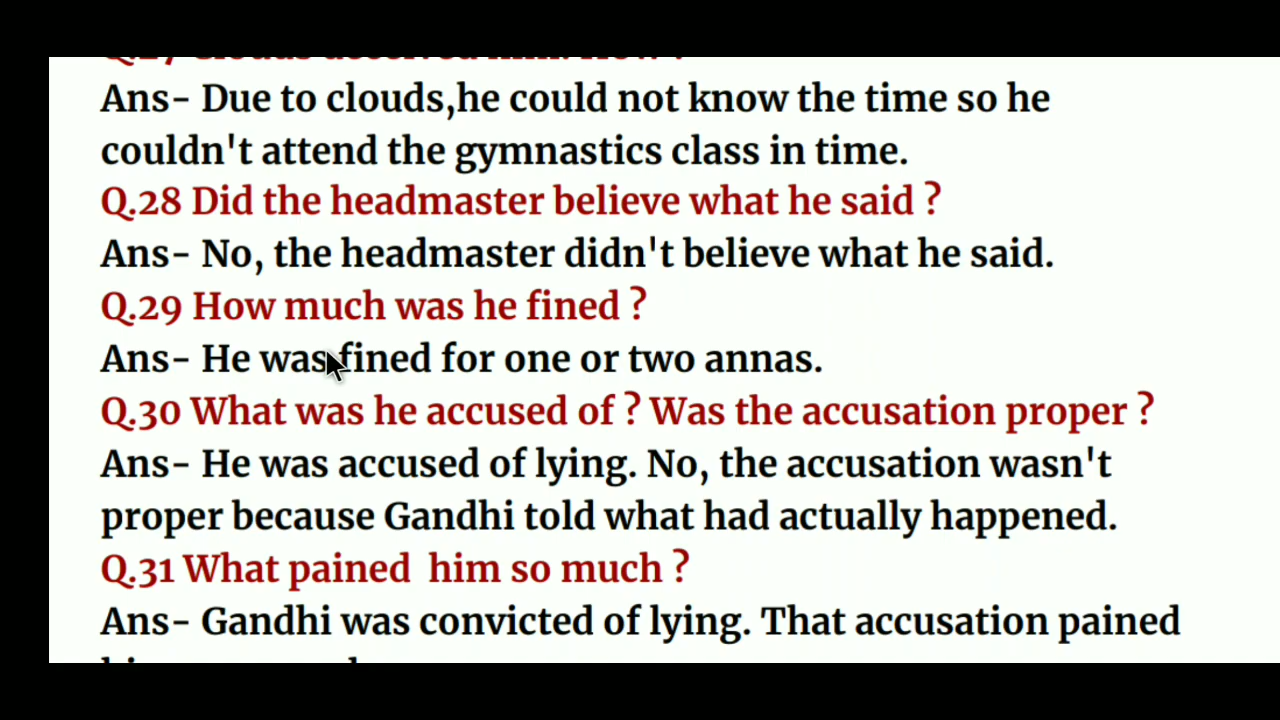 Ans- Due to clouds,he could not know the time so he
couldn't attend the gymnastics class in time.
Q.28 Did the headmaster believe what he said ?
Ans- No, the headmaster didn't believe what he said.
Q.29 How much was he fined ?
Ans- He was fined for one or two annas.
Q.30 What was he accused of ? Was the accusation proper ?
Ans- He was accused of lying. No, the accusation wasn't
proper because Gandhi told what had actually happened.
Q.31 What pained  him so much ?
Ans- Gandhi was convicted of lying. That accusation pained